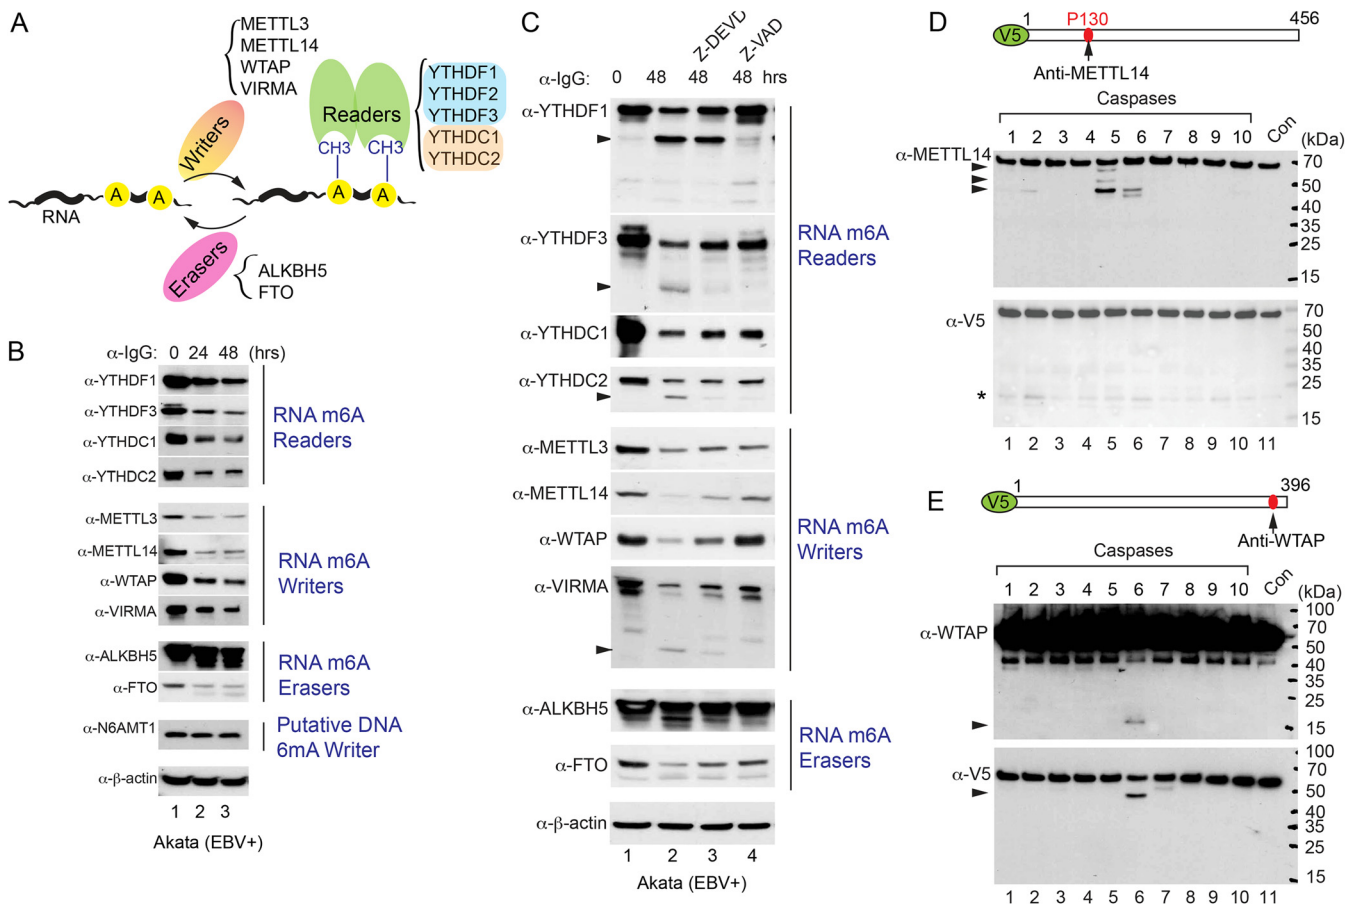 A
METTL3
METTL14
WTAP
VIRMA
Writers
Readers
YTHDF1
YTHDF2
YTHDF3
YTHDC1
YTHDC2
CH3 CH3
A A
A A
RNA
Erasers
ALKBH5
FTO
B
α-IgG: 0 24 48 (hrs)
α-YTHDF1
α-YTHDF3
α-YTHDC1
α-YTHDC2
RNA m6A
Readers
α-METTL3
α-METTL14
α-WTAP
α-VIRMA
RNA m6A
Writers
α-ALKBH5
α-FTO
RNA m6A
Erasers
α-N6AMT1
Putative DNA
6mA Writer
α-β-actin
1 2 3
Akata (EBV+)
C
Z-DEVD
Z-VAD
α-IgG: 0 48 48 48 hrs
α-YTHDF1
α-YTHDF3
α-YTHDC1
α-YTHDC2
RNA m6A
Readers
α-METTL3
α-METTL14
α-WTAP
α-VIRMA
RNA m6A
Writers
α-ALKBH5
α-FTO
RNA m6A
Erasers
α-β-actin
1 2 3 4
Akata (EBV+)
D
1 P130 456
V5
Anti-METTL14
Caspases
1 2 3 4 5 6 7 8 9 10 Con
(kDa)
α-METTL14
70
50
40
35
25
15
α-V5
70
50
40
35
25
15
*
1 2 3 4 5 6 7 8 9 10 11
E
1 396
V5
Anti-WTAP
Caspases
1 2 3 4 5 6 7 8 9 10 Con
(kDa)
α-WTAP
100
70
50
40
35
25
15
α-V5
100
70
50
40
35
25
15
1 2 3 4 5 6 7 8 9 10 11